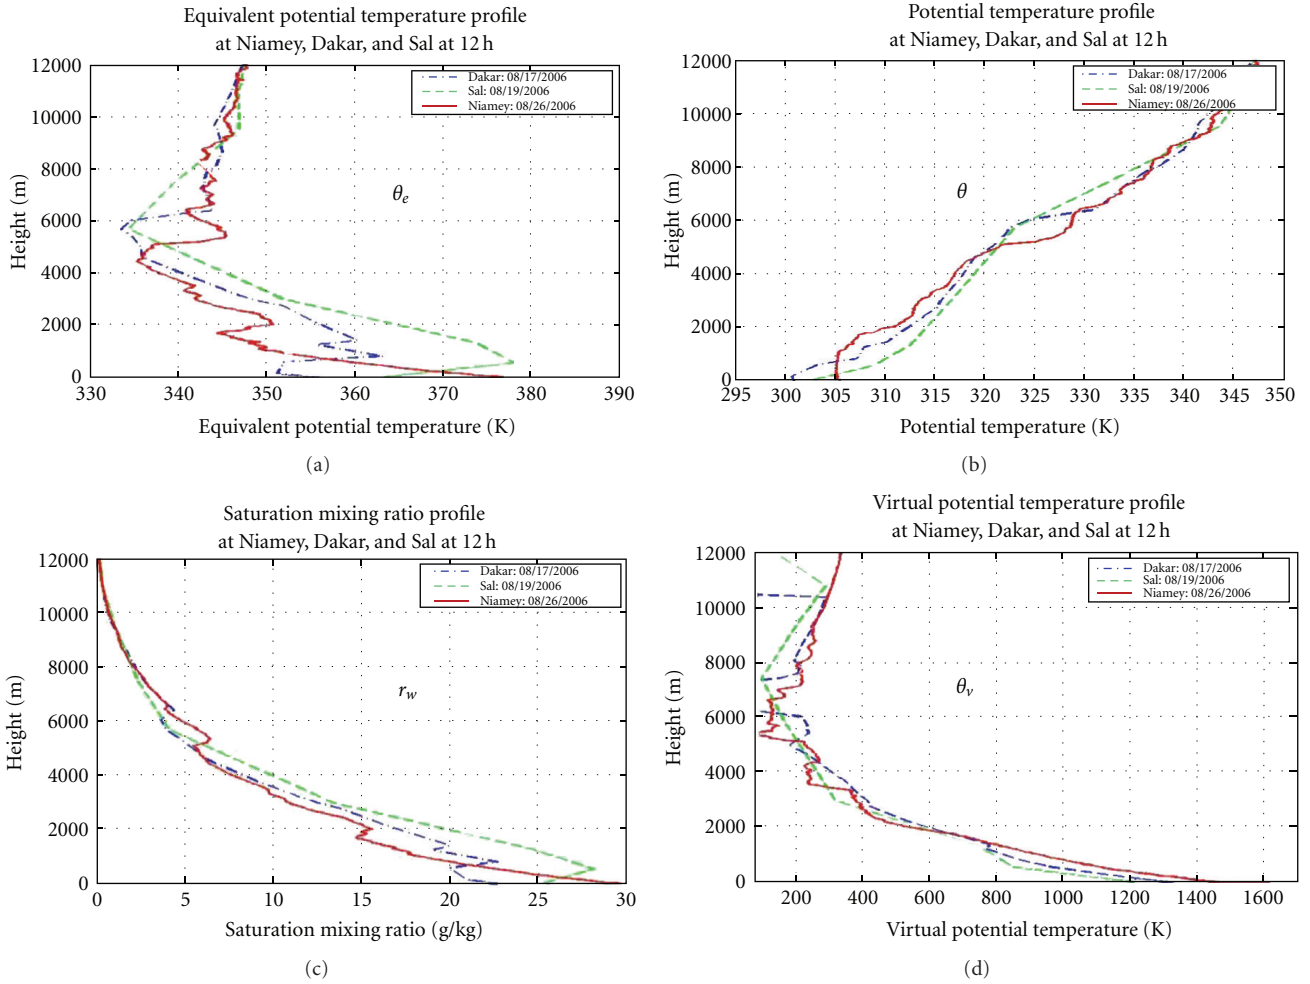 Equivalent potential temperature profile
at Niamey, Dakar, and Sal at 12 h
12000
10000
8000
6000
4000
2000
0
Height (m)
Dakar: 08/17/2006
Sal: 08/19/2006
Niamey: 08/26/2006
θe
330 340 350 360 370 380 390
Equivalent potential temperature (K)
(a)
Potential temperature profile
at Niamey, Dakar, and Sal at 12 h
12000
10000
8000
6000
4000
2000
0
Height (m)
Dakar: 08/17/2006
Sal: 08/19/2006
Niamey: 08/26/2006
θ
295 300 305 310 315 320 325 330 335 340 345 350
Potential temperature (K)
(b)
Saturation mixing ratio profile
at Niamey, Dakar, and Sal at 12 h
12000
10000
8000
6000
4000
2000
0
Height (m)
Dakar: 08/17/2006
Sal: 08/19/2006
Niamey: 08/26/2006
rw
0 5 10 15 20 25 30
Saturation mixing ratio (g/kg)
(c)
Virtual potential temperature profile
at Niamey, Dakar, and Sal at 12 h
12000
10000
8000
6000
4000
2000
0
Height (m)
Dakar: 08/17/2006
Sal: 08/19/2006
Niamey: 08/26/2006
θv
200 400 600 800 1000 1200 1400 1600
Virtual potential temperature (K)
(d)